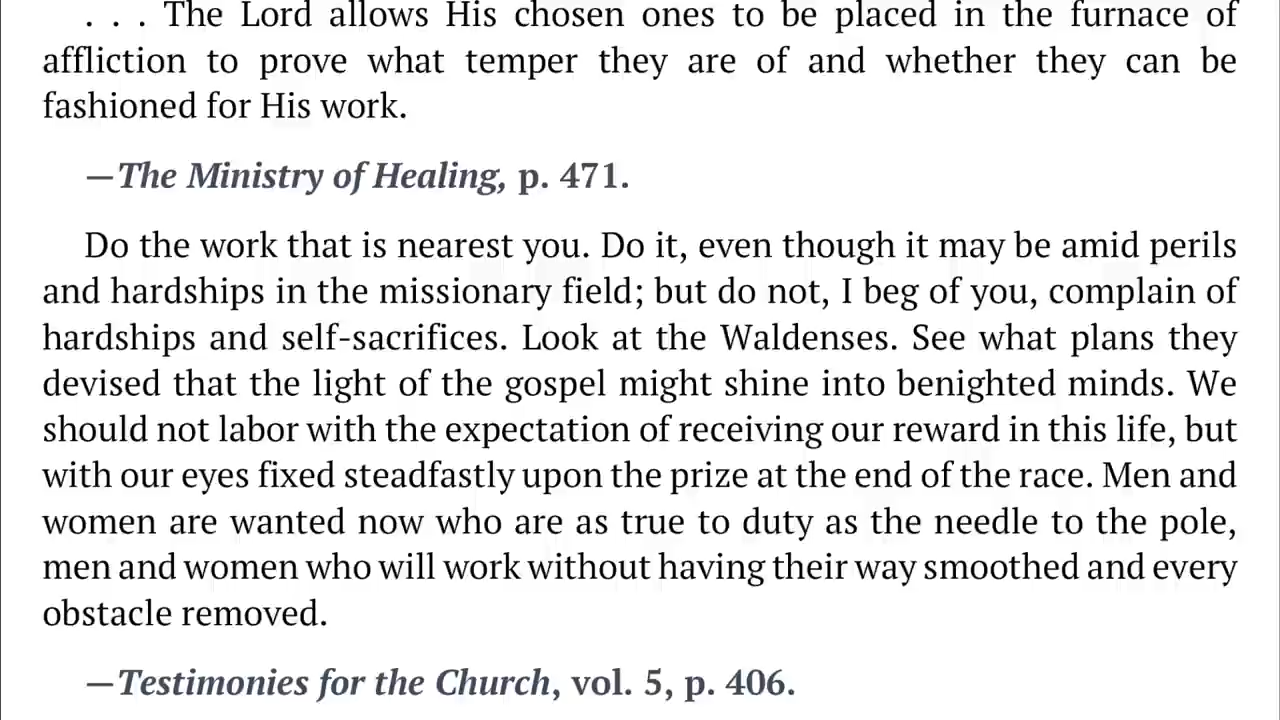 . . . The Lord allows His chosen ones to be placed in the furnace of
affliction to prove what temper they are of and whether they can be
fashioned for His work.
—The Ministry of Healing, p. 471.
Do the work that is nearest you. Do it, even though it may be amid perils
and hardships in the missionary field; but do not, I beg of you, complain of
hardships and self-sacrifices. Look at the Waldenses. See what plans they
devised that the light of the gospel might shine into benighted minds. We
should not labor with the expectation of receiving our reward in this life, but
with our eyes fixed steadfastly upon the prize at the end of the race. Men and
women are wanted now who are as true to duty as the needle to the pole,
men and women who will work without having their way smoothed and every
obstacle removed.
—Testimonies for the Church, vol. 5, p. 406.